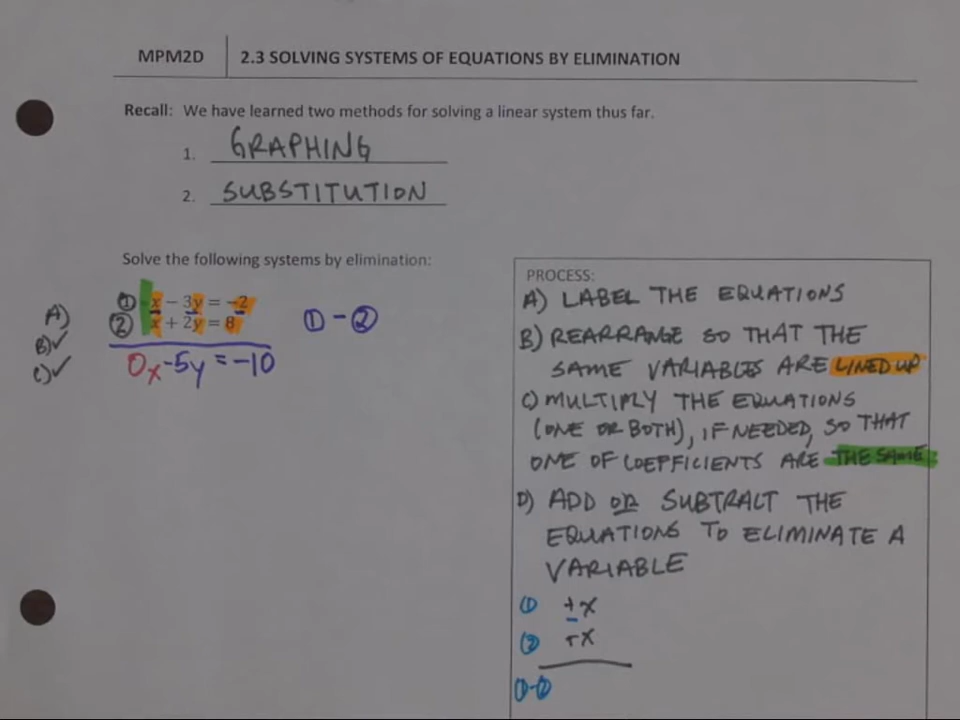 MPM2D 2.3 SOLVING SYSTEMS OF EQUATIONS BY ELIMINATION
Recall: We have learned two methods for solving a linear system thus far.
1. GRAPHING
2. SUBSTITUTION
Solve the following systems by elimination:
A) ① x – 3y = –2
B)✓ ② x + 2y = 8 ① – ②
C)✓ 0x -5y = -10
PROCESS:
A) LABEL THE EQUATIONS
B) REARRANGE SO THAT THE
SAME VARIABLES ARE LINED UP
C) MULTIPLY THE EQUATIONS
(ONE OR BOTH), IF NEEDED, SO THAT
ONE OF COEFFICIENTS ARE THE SAME
D) ADD OR SUBTRACT THE
EQUATIONS TO ELIMINATE A
VARIABLE
① +x
② +x
①-②